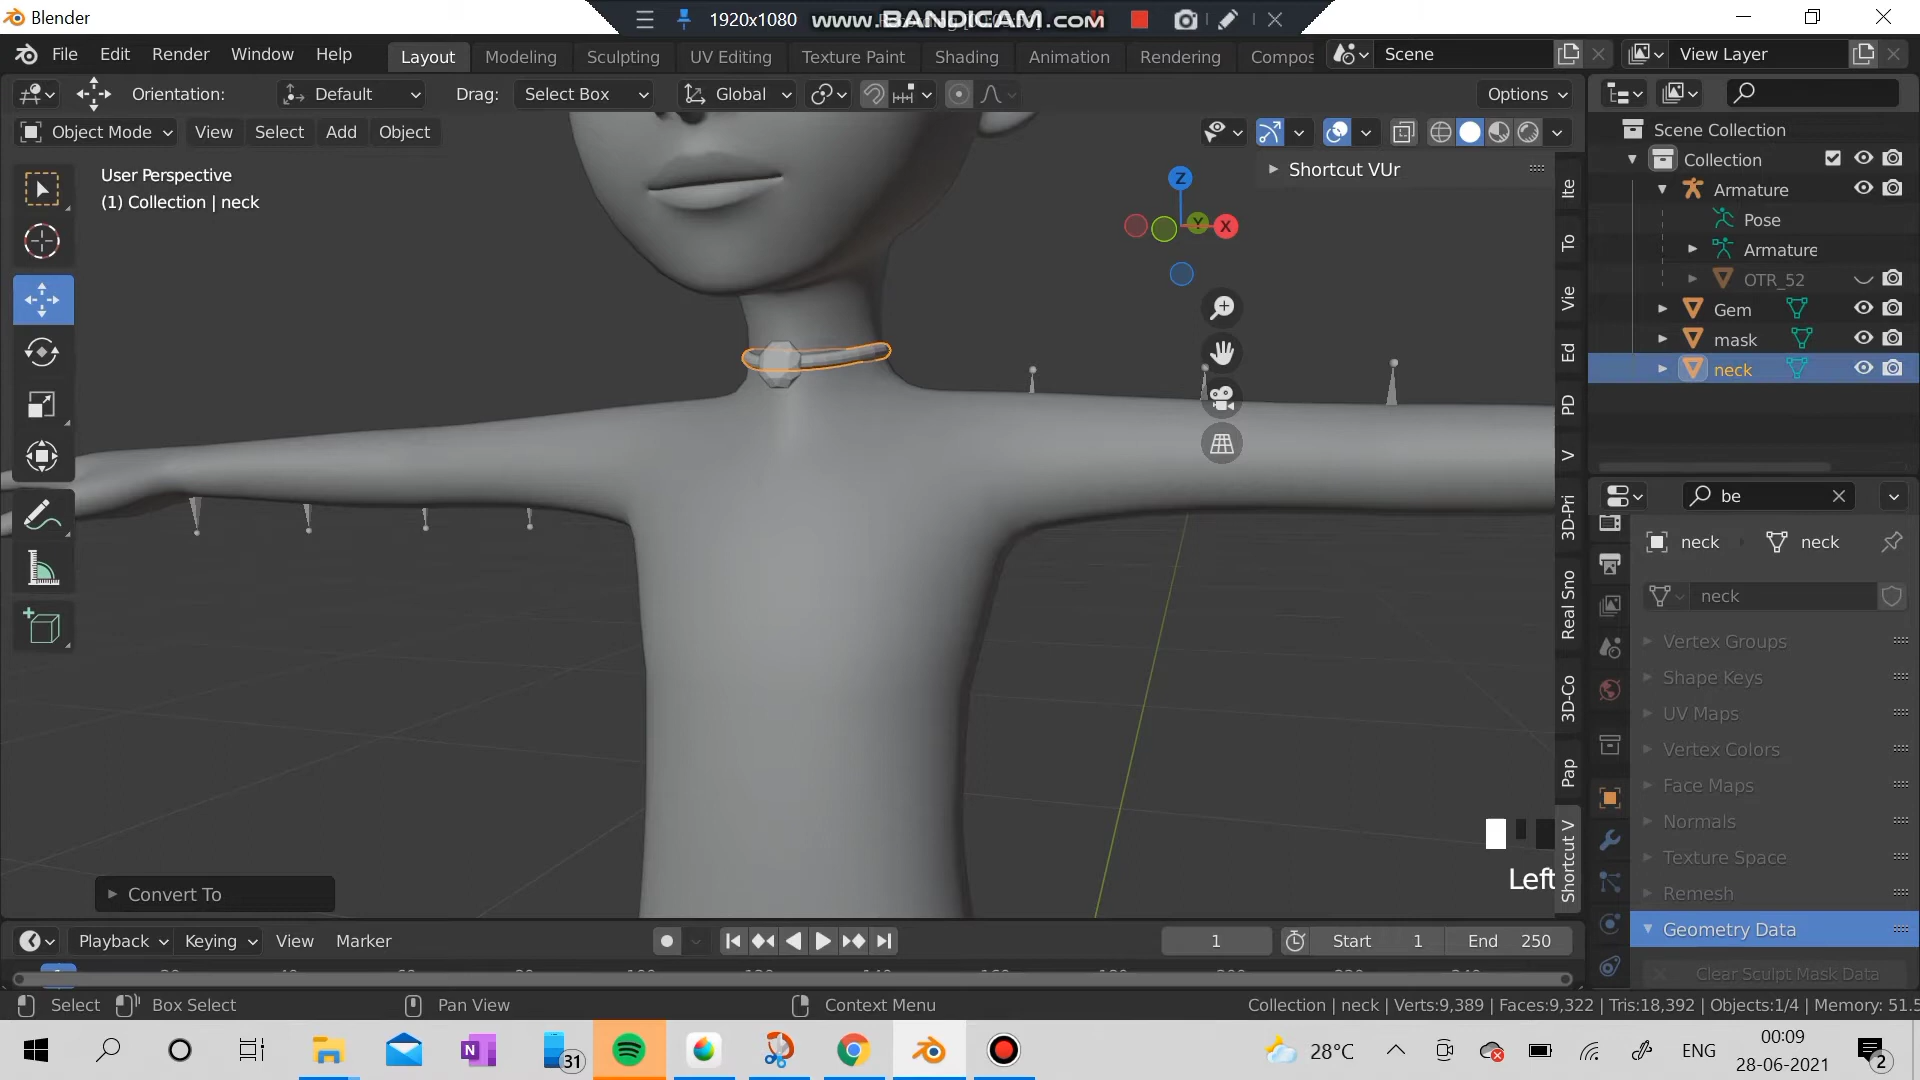 Blender
1920x1080
www.BANDICAM.com
File Edit Render Window Help
Layout Modeling Sculpting UV Editing Texture Paint Shading Animation Rendering Compos
Scene
View Layer
Orientation: Default Drag: Select Box Global Options
Object Mode View Select Add Object
User Perspective
(1) Collection | neck
Z
Y
X
Shortcut VUr
Ite
To
Vie
Ed
PD
V
3D-Pri
Real Sno
3D-Co
Pap
Shortcut V
Scene Collection
Collection
Armature
Pose
Armature
OTR_52
Gem
mask
neck
be
neck neck
neck
Vertex Groups
Shape Keys
UV Maps
Vertex Colors
Face Maps
Normals
Texture Space
Remesh
Geometry Data
Clear Sculpt Mask Data
Left
Convert To
Playback Keying View Marker
1 Start 1 End 250
Select Box Select Pan View Context Menu
Collection | neck | Verts:9,389 | Faces:9,322 | Tris:18,392 | Objects:1/4 | Memory: 51.5
31
28°C
ENG
00:09
28-06-2021
2